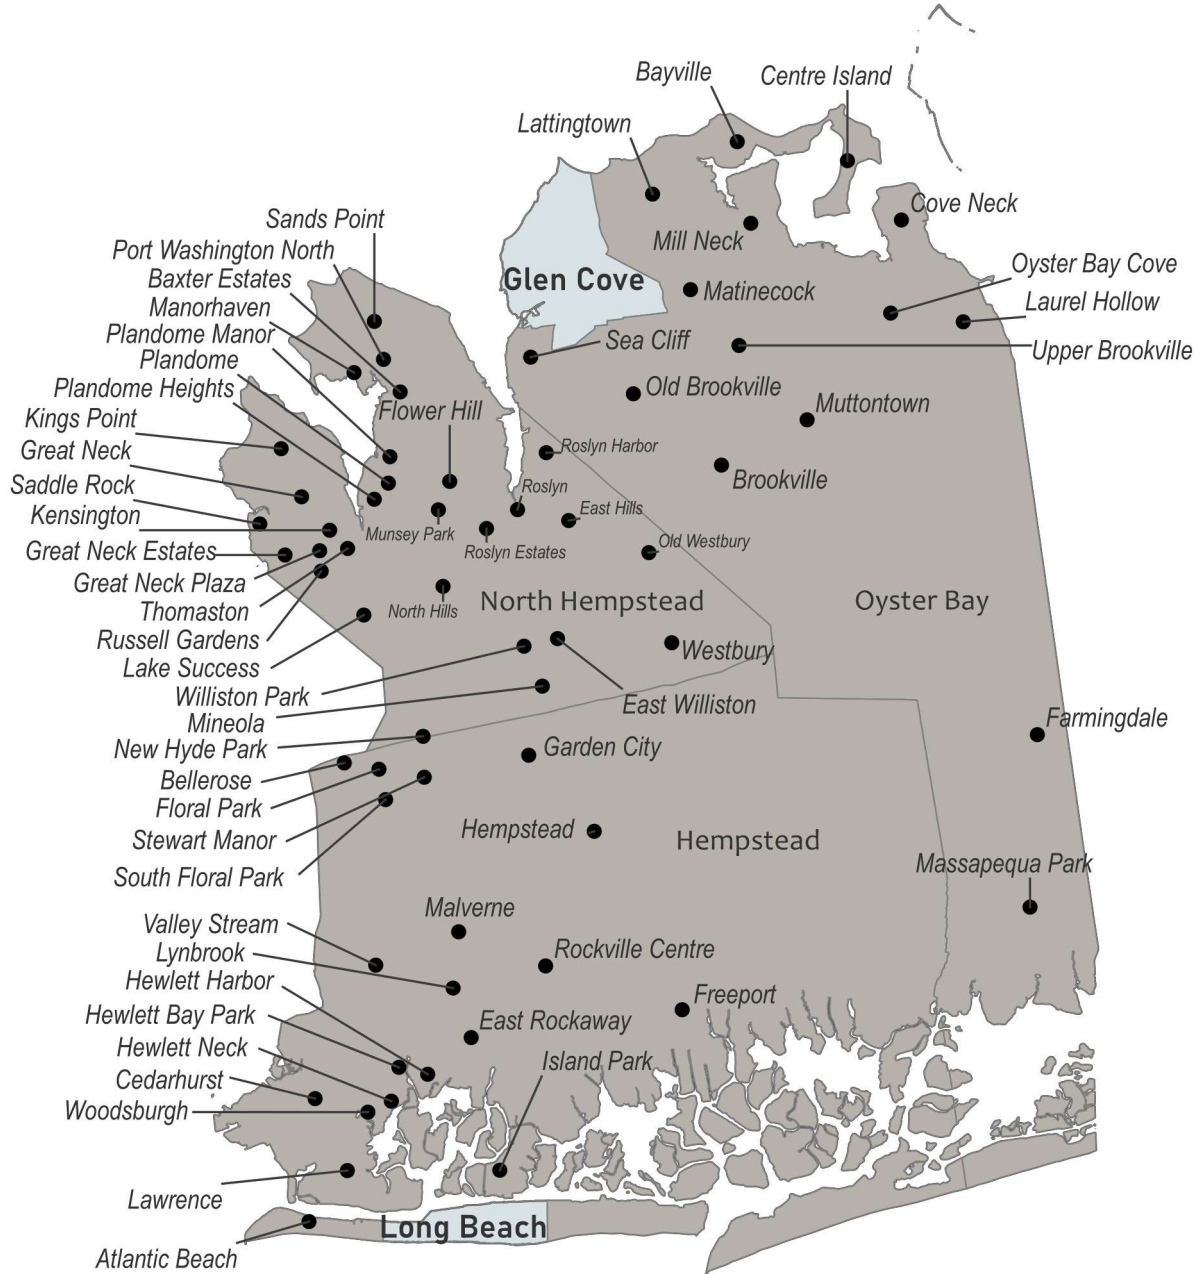 Bayville
Centre Island
Lattingtown
Cove Neck
Sands Point
Mill Neck
Port Washington North
Oyster Bay Cove
Baxter Estates
Glen Cove
Matinecock
Laurel Hollow
Manorhaven
Plandome Manor
Sea Cliff
Upper Brookville
Plandome
Plandome Heights
Old Brookville
Flower Hill
Muttontown
Kings Point
Roslyn Harbor
Great Neck
Brookville
Saddle Rock
Roslyn
Kensington
East Hills
Munsey Park
Roslyn Estates
Old Westbury
Great Neck Estates
Great Neck Plaza
Thomaston
North Hills
North Hempstead
Oyster Bay
Russell Gardens
Westbury
Lake Success
Williston Park
East Williston
Mineola
Farmingdale
New Hyde Park
Garden City
Bellerose
Floral Park
Stewart Manor
Hempstead
Hempstead
Massapequa Park
South Floral Park
Malverne
Valley Stream
Lynbrook
Rockville Centre
Hewlett Harbor
Freeport
Hewlett Bay Park
East Rockaway
Hewlett Neck
Island Park
Cedarhurst
Woodsburgh
Lawrence
Long Beach
Atlantic Beach